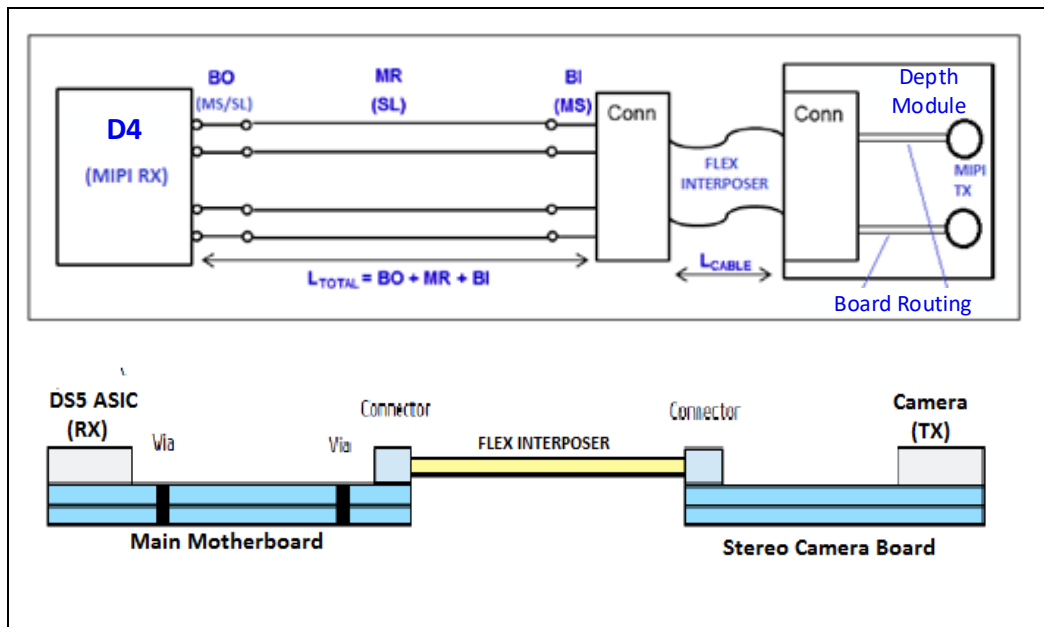 BO
(MS/SL)
MR
(SL)
BI
(MS)
Depth
Module
D4
(MIPI RX)
Conn
Conn
FLEX
INTERPOSER
MIPI
TX
LTOTAL = BO + MR + BI
LCABLE
Board Routing
DS5 ASIC
(RX)
Via
Via
Connector
FLEX INTERPOSER
Connector
Camera
(TX)
Main Motherboard
Stereo Camera Board